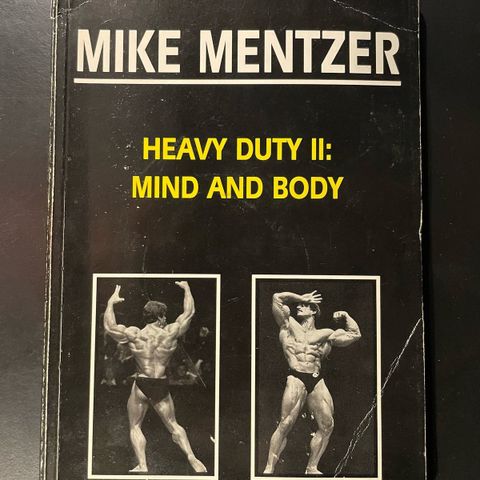 MIKE MENTZER
HEAVY DUTY II:
MIND AND BODY